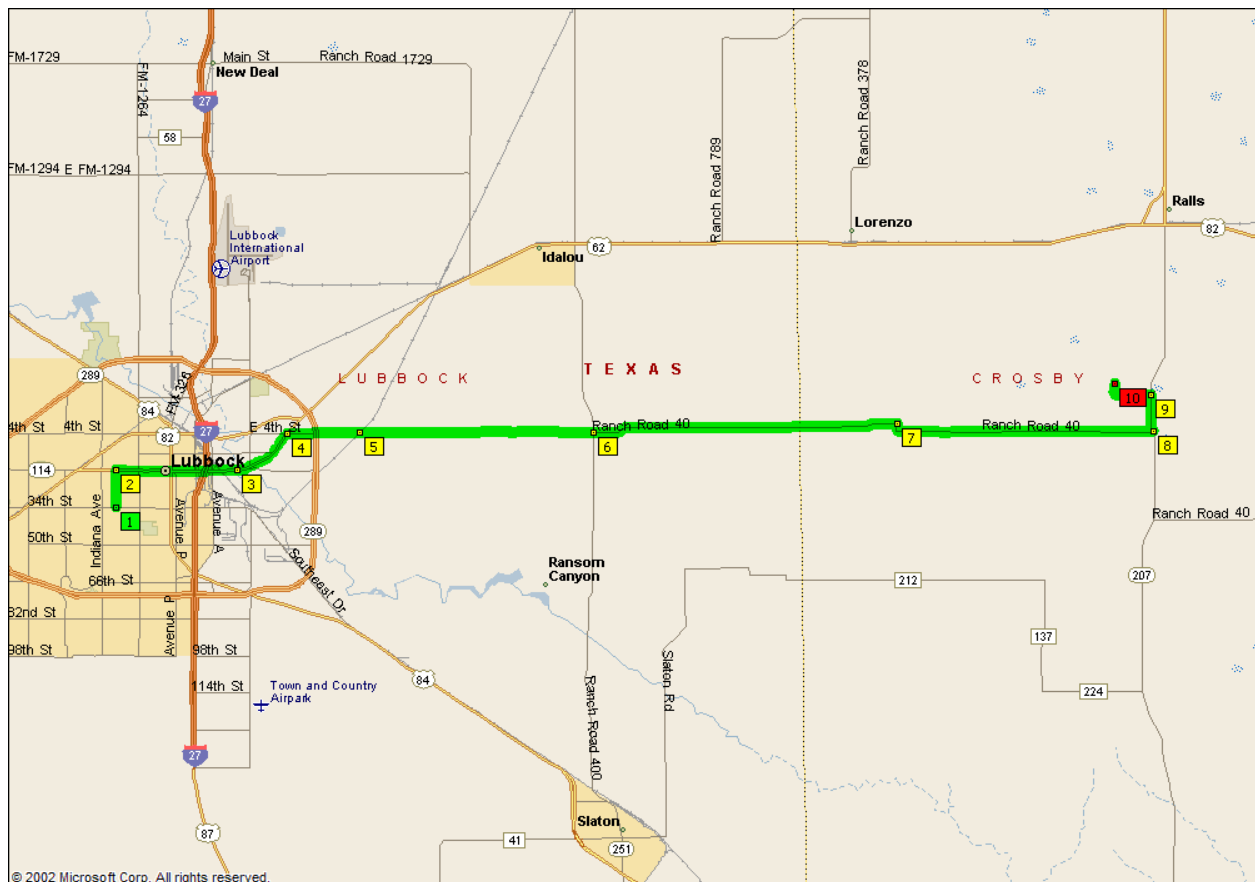 FM-1729
Main St
New Deal
Ranch Road 1729
FM-1264
27
58
FM-1294
E FM-1294
Ranch Road 378
Ranch Road 789
Ralls
Lubbock
International
Airport
Lorenzo
82
62
Idalou
289
FM-326
84
LUBBOCK
TEXAS
CROSBY
10
9
4th St
4th St
82
27
E 4th St
4
5
6
Ranch Road 40
7
Ranch Road 40
8
114
Lubbock
2
3
34th St
1
Indiana Ave
Avenue P
Avenue A
50th St
289
Ranch Road 40
Southeast Dr
Ransom
Canyon
66th St
212
207
82nd St
Avenue P
98th St
98th St
137
114th St
Town and Country
Airpark
84
Slaton Rd
224
Ranch Road 400
27
87
Slaton
41
251
© 2002 Microsoft Corp. All rights reserved.